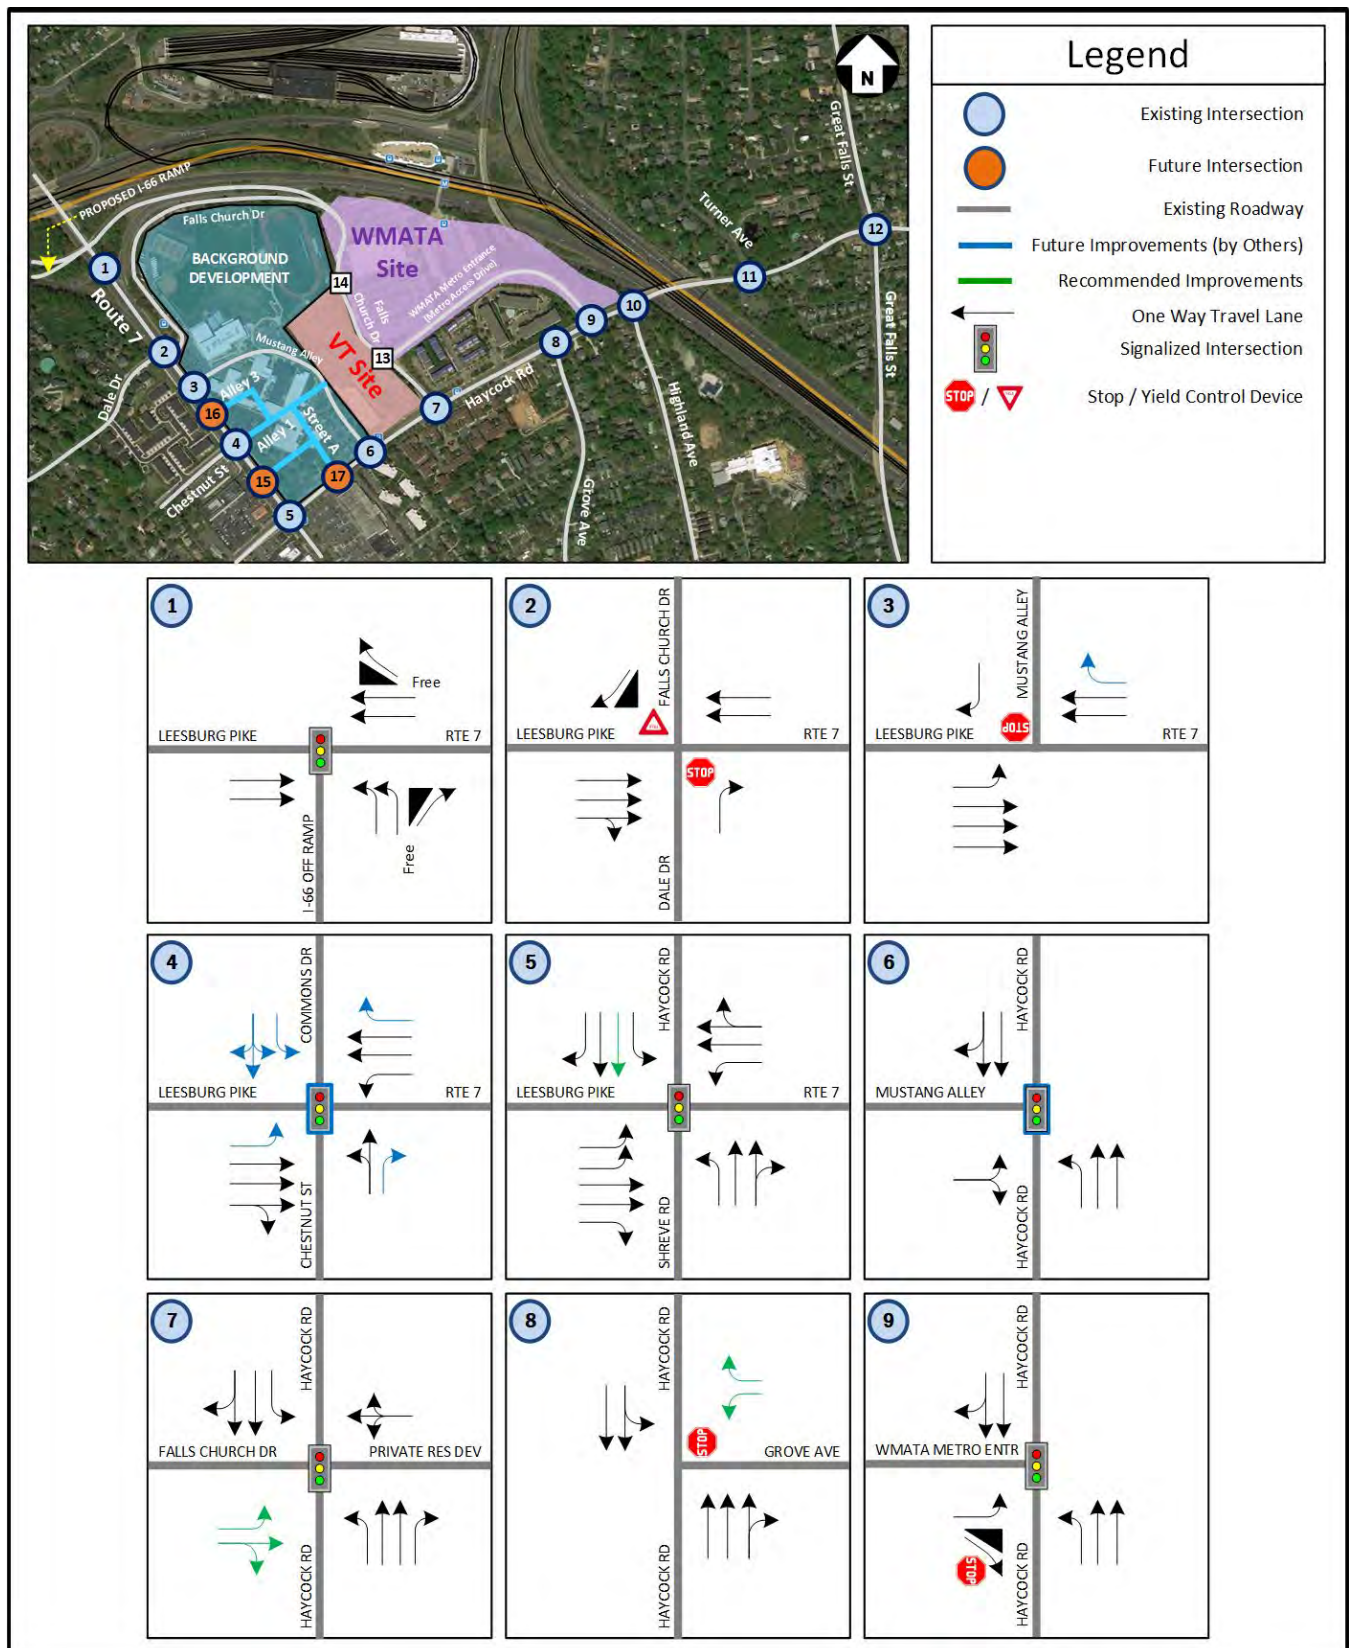 N
PROPOSED I-66 RAMP
Falls Church Dr
BACKGROUND
DEVELOPMENT
WMATA
Site
WMATA Metro Entrance
(Metro Access Drive)
Falls
Church Dr
VT Site
Mustang Alley
Alley 3
Alley 1
Street A
Route 7
Dale Dr
Chestnut St
Haycock Rd
Grove Ave
Highland Ave
Turner Ave
Great Falls St
Great Falls St
1
2
3
16
4
15
5
17
6
7
13
14
8
9
10
11
12
Legend
Existing Intersection
Future Intersection
Existing Roadway
Future Improvements (by Others)
Recommended Improvements
One Way Travel Lane
Signalized Intersection
STOP / Stop / Yield Control Device
1
Free
LEESBURG PIKE
RTE 7
I-66 OFF RAMP
Free
2
FALLS CHURCH DR
LEESBURG PIKE
RTE 7
STOP
DALE DR
3
MUSTANG ALLEY
STOP
LEESBURG PIKE
RTE 7
4
COMMONS DR
LEESBURG PIKE
RTE 7
CHESTNUT ST
5
HAYCOCK RD
LEESBURG PIKE
RTE 7
SHREVE RD
6
HAYCOCK RD
MUSTANG ALLEY
HAYCOCK RD
7
HAYCOCK RD
FALLS CHURCH DR
PRIVATE RES DEV
HAYCOCK RD
8
HAYCOCK RD
STOP
GROVE AVE
HAYCOCK RD
9
HAYCOCK RD
WMATA METRO ENTR
STOP
HAYCOCK RD